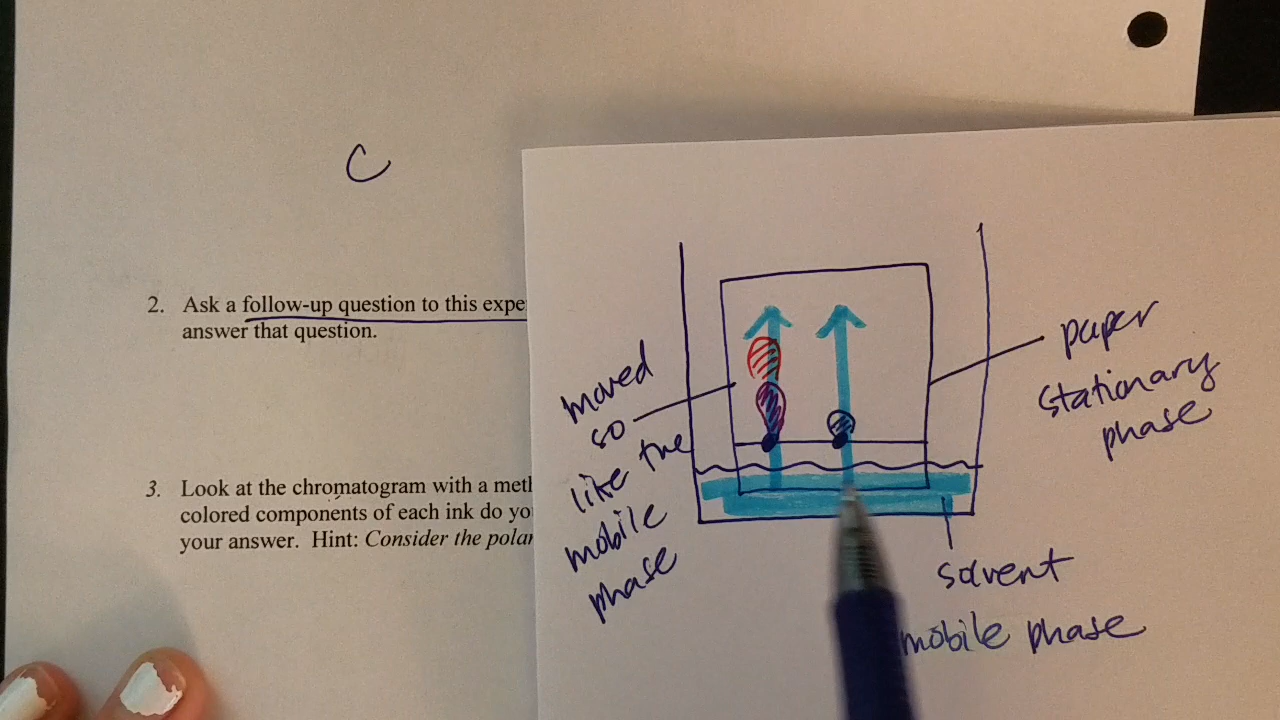 C
2. Ask a follow-up question to this expe
answer that question.
3. Look at the chromatogram with a met
colored components of each ink do yo
your answer. Hint: Consider the polar
moved
so
like the
mobile
phase
paper
stationary
phase
solvent
mobile phase